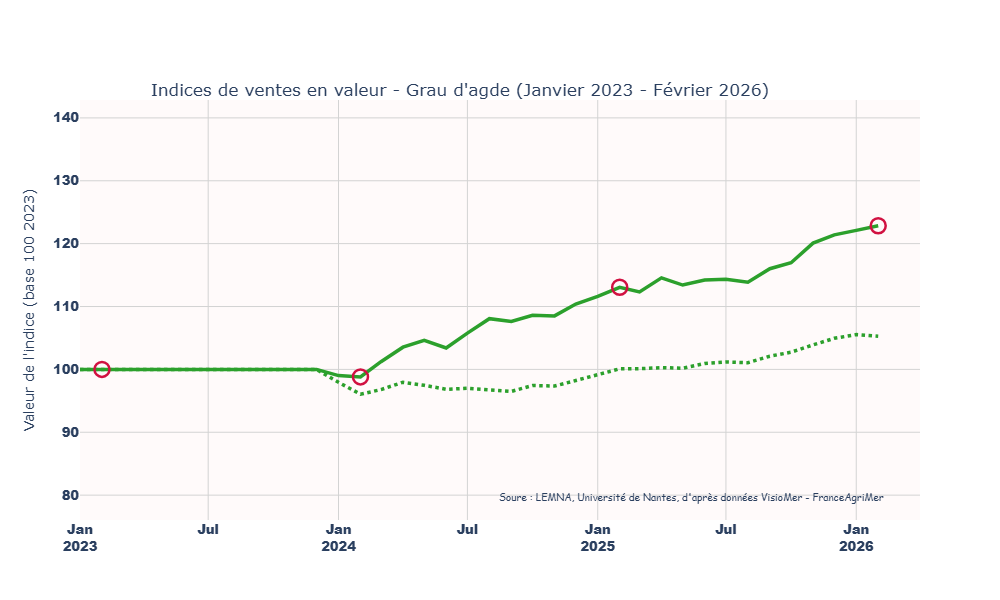 Indices de ventes en valeur - Grau d'agde (Janvier 2023 - Février 2026)
Valeur de l'indice (base 100 2023)
140
130
120
110
100
90
80
Soure : LEMNA, Université de Nantes, d'après données VisioMer - FranceAgriMer
Jan Jul Jan Jul Jan Jul Jan
2023 2024 2025 2026